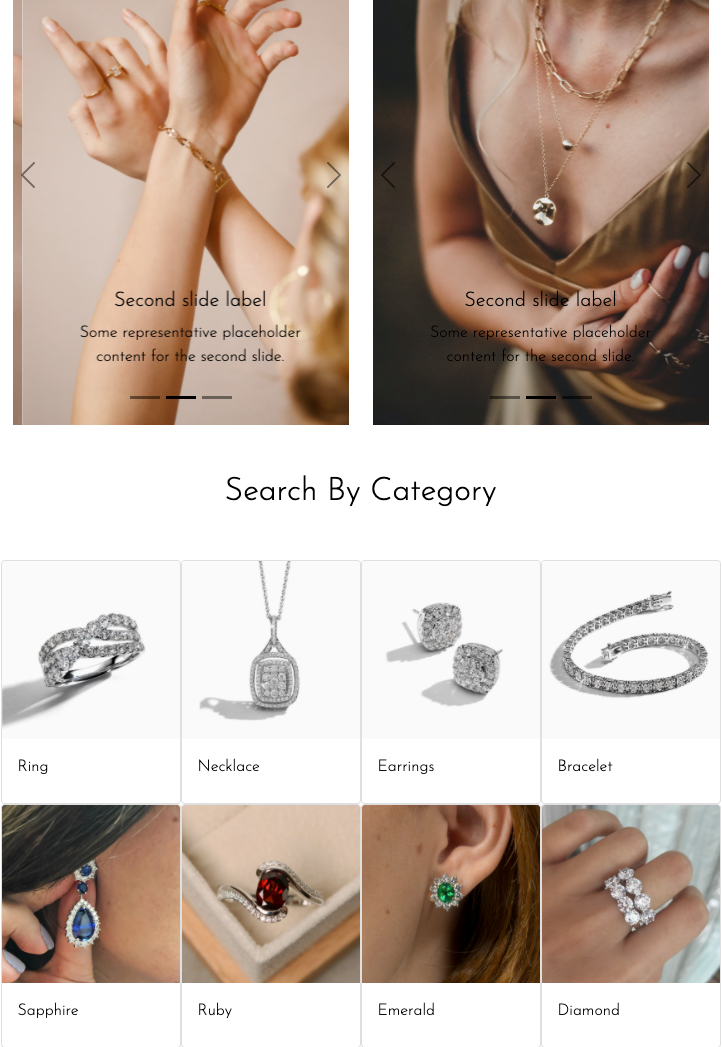 Second slide label
Some representative placeholder
content for the second slide.
Second slide label
Some representative placeholder
content for the second slide.
Search By Category
Ring
Necklace
Earrings
Bracelet
Sapphire
Ruby
Emerald
Diamond